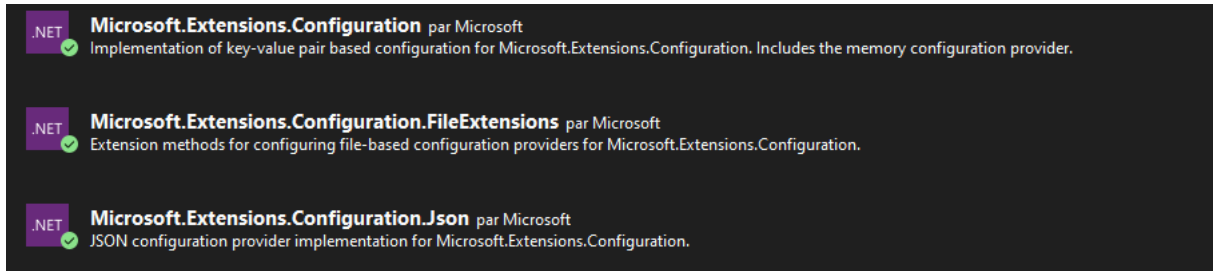 .NET
Microsoft.Extensions.Configuration par Microsoft
Implementation of key-value pair based configuration for Microsoft.Extensions.Configuration. Includes the memory configuration provider.
.NET
Microsoft.Extensions.Configuration.FileExtensions par Microsoft
Extension methods for configuring file-based configuration providers for Microsoft.Extensions.Configuration.
.NET
Microsoft.Extensions.Configuration.Json par Microsoft
JSON configuration provider implementation for Microsoft.Extensions.Configuration.